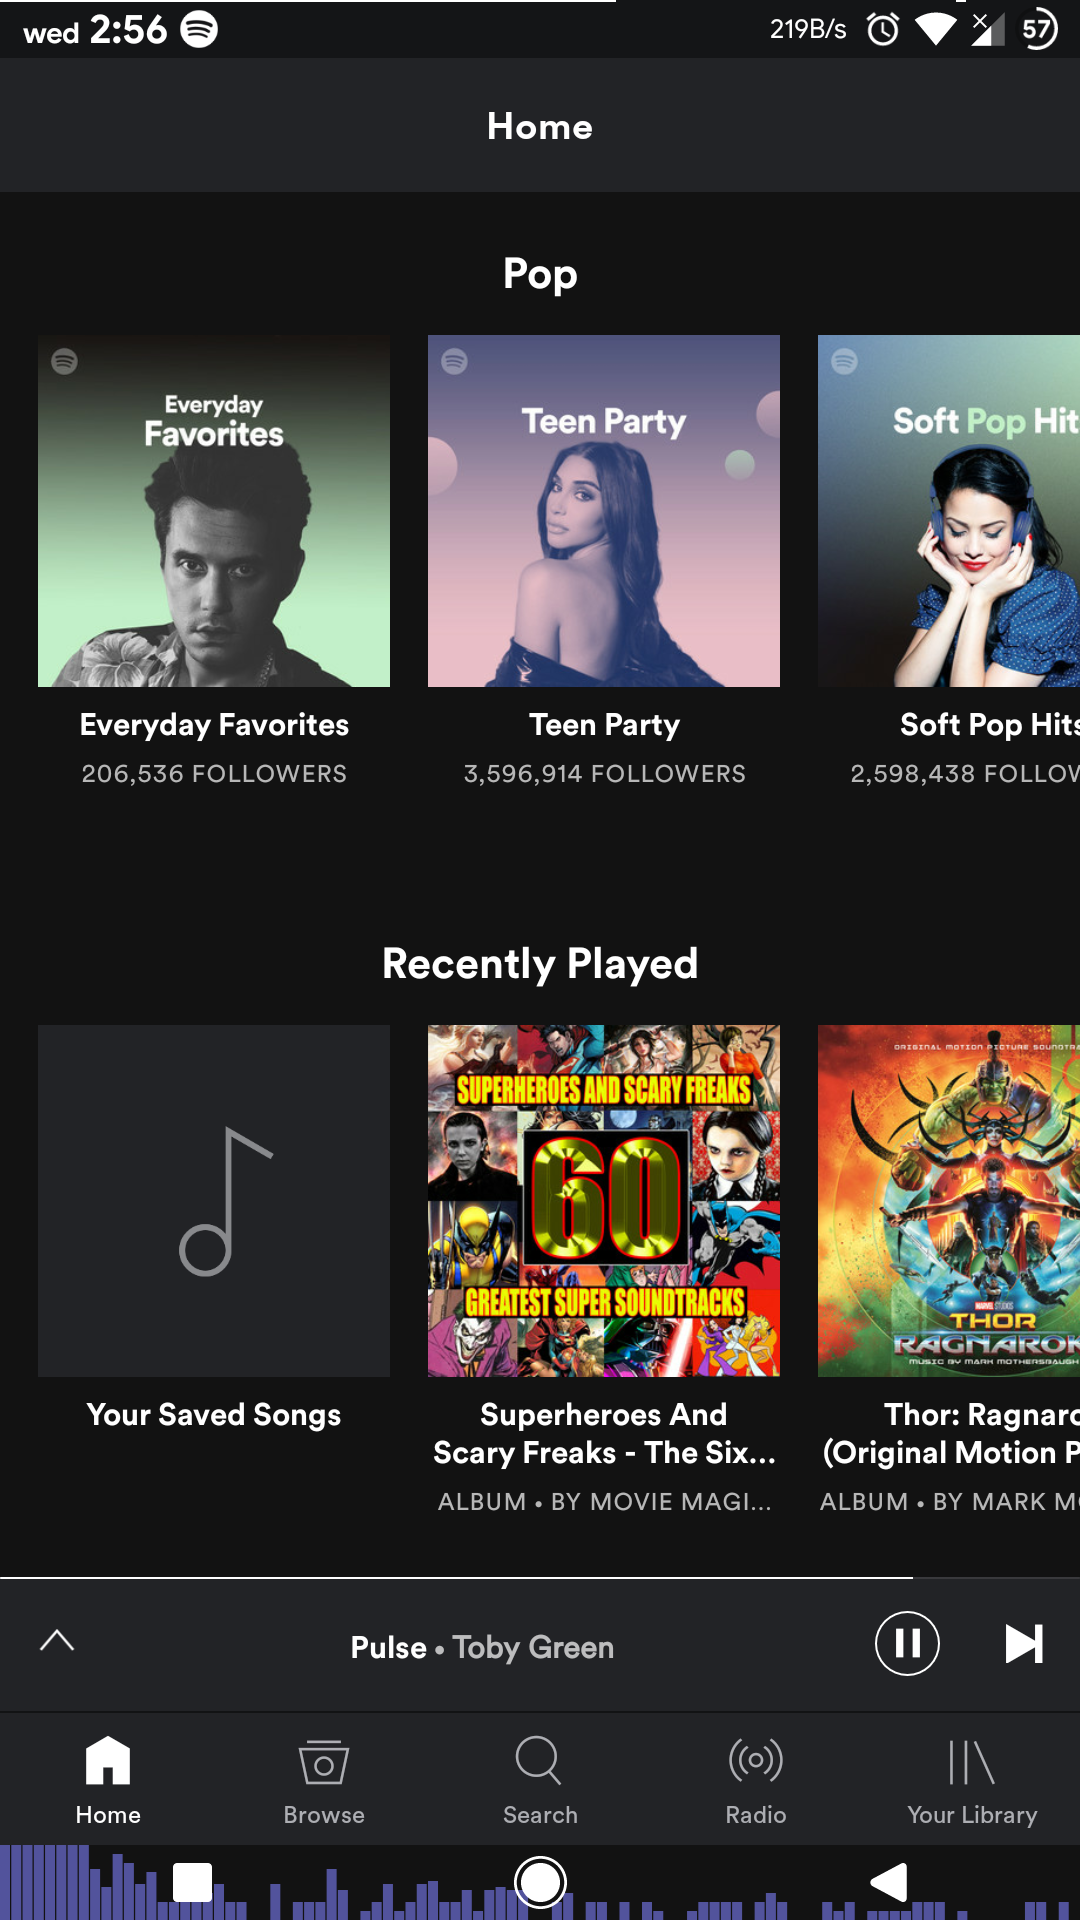 wed 2:56
219B/s
57
Home
Pop
Everyday
Favorites
Teen Party
Soft Pop Hit
Everyday Favorites
Teen Party
Soft Pop Hits
206,536 FOLLOWERS
3,596,914 FOLLOWERS
2,598,438 FOLLOW
Recently Played
SUPERHEROES AND SCARY FREAKS
60
GREATEST SUPER SOUNDTRACKS
ORIGINAL MOTION PICTURE SOUNDTRA
MARVEL STUDIOS
THOR
RAGNAROK
MUSIC BY MARK MOTHERSBAUGH
Your Saved Songs
Superheroes And
Scary Freaks - The Six...
ALBUM • BY MOVIE MAGI...
Thor: Ragnaro
(Original Motion P
ALBUM • BY MARK MO
Pulse • Toby Green
Home
Browse
Search
Radio
Your Library